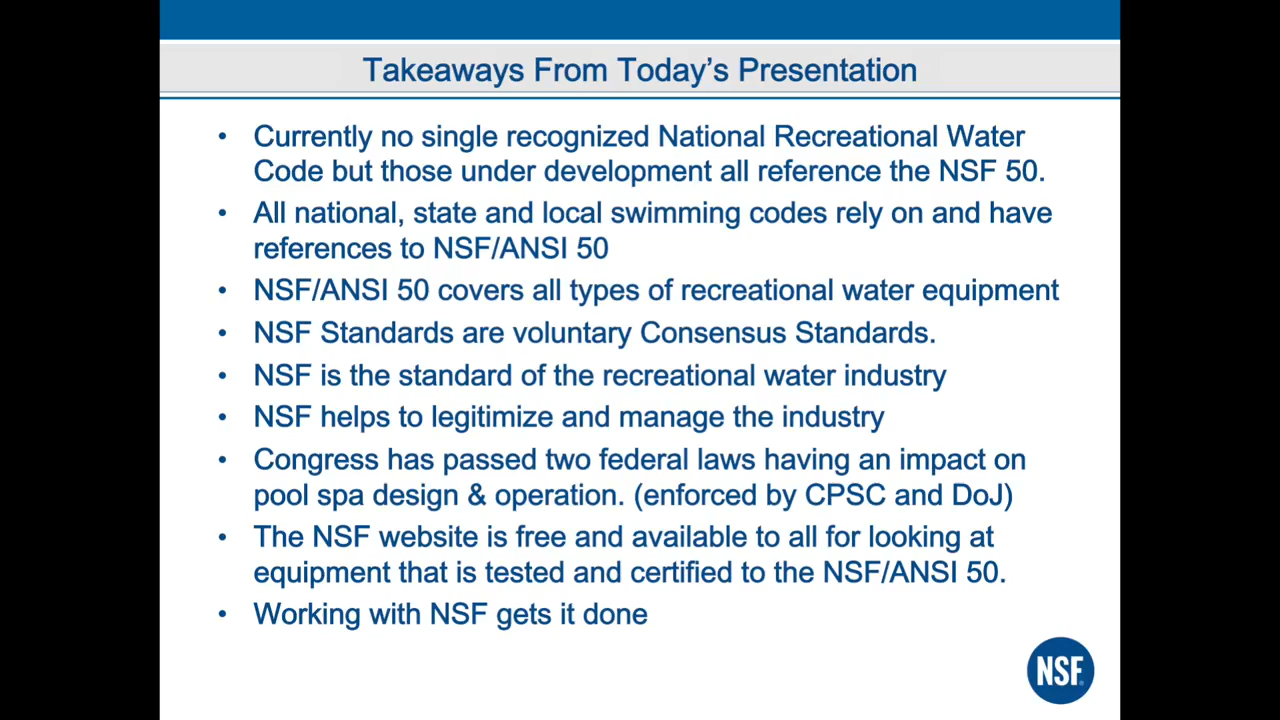 Takeaways From Today's Presentation
• Currently no single recognized National Recreational Water
Code but those under development all reference the NSF 50.
• All national, state and local swimming codes rely on and have
references to NSF/ANSI 50
• NSF/ANSI 50 covers all types of recreational water equipment
• NSF Standards are voluntary Consensus Standards.
• NSF is the standard of the recreational water industry
• NSF helps to legitimize and manage the industry
• Congress has passed two federal laws having an impact on
pool spa design & operation. (enforced by CPSC and DoJ)
• The NSF website is free and available to all for looking at
equipment that is tested and certified to the NSF/ANSI 50.
• Working with NSF gets it done
NSF®